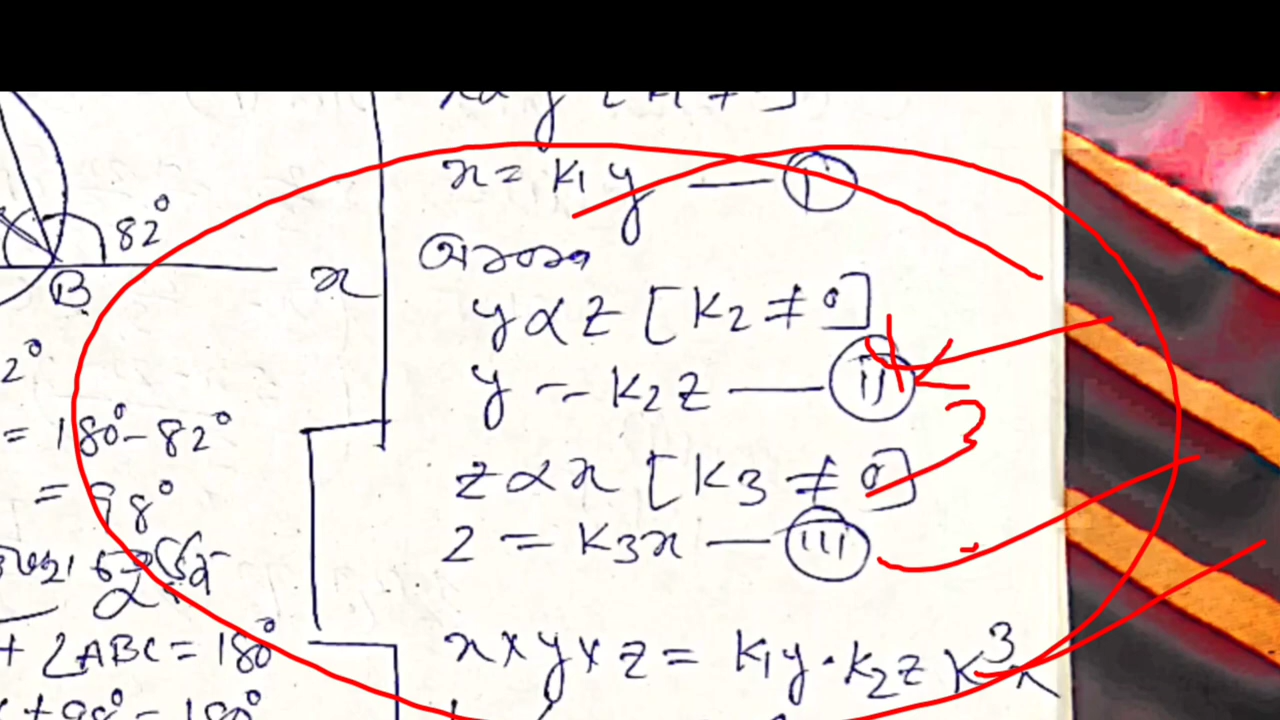 82°
B
x
2°
= 180° - 82°
= 98°
+ ∠ABC = 180°
x = K₁y —— (I)
আবার
y ∝ z [K₂ ≠ 0]
y = K₂z —— (II)
z ∝ x [K₃ ≠ 0]
z = K₃x —— (III)
x × y × z = K₁y · K₂z K3x